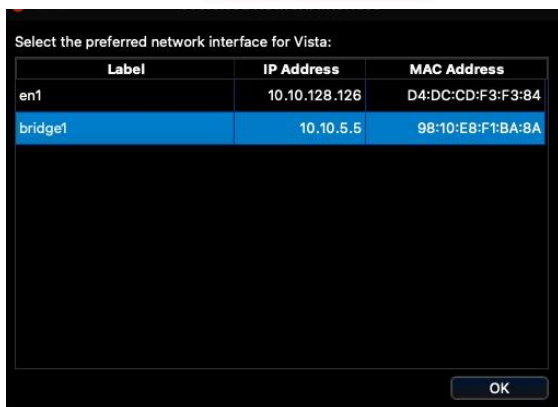 Select the preferred network interface for Vista:
Label IP Address MAC Address
en1 10.10.128.126 D4:DC:CD:F3:F3:84
bridge1 10.10.5.5 98:10:E8:F1:BA:8A
OK